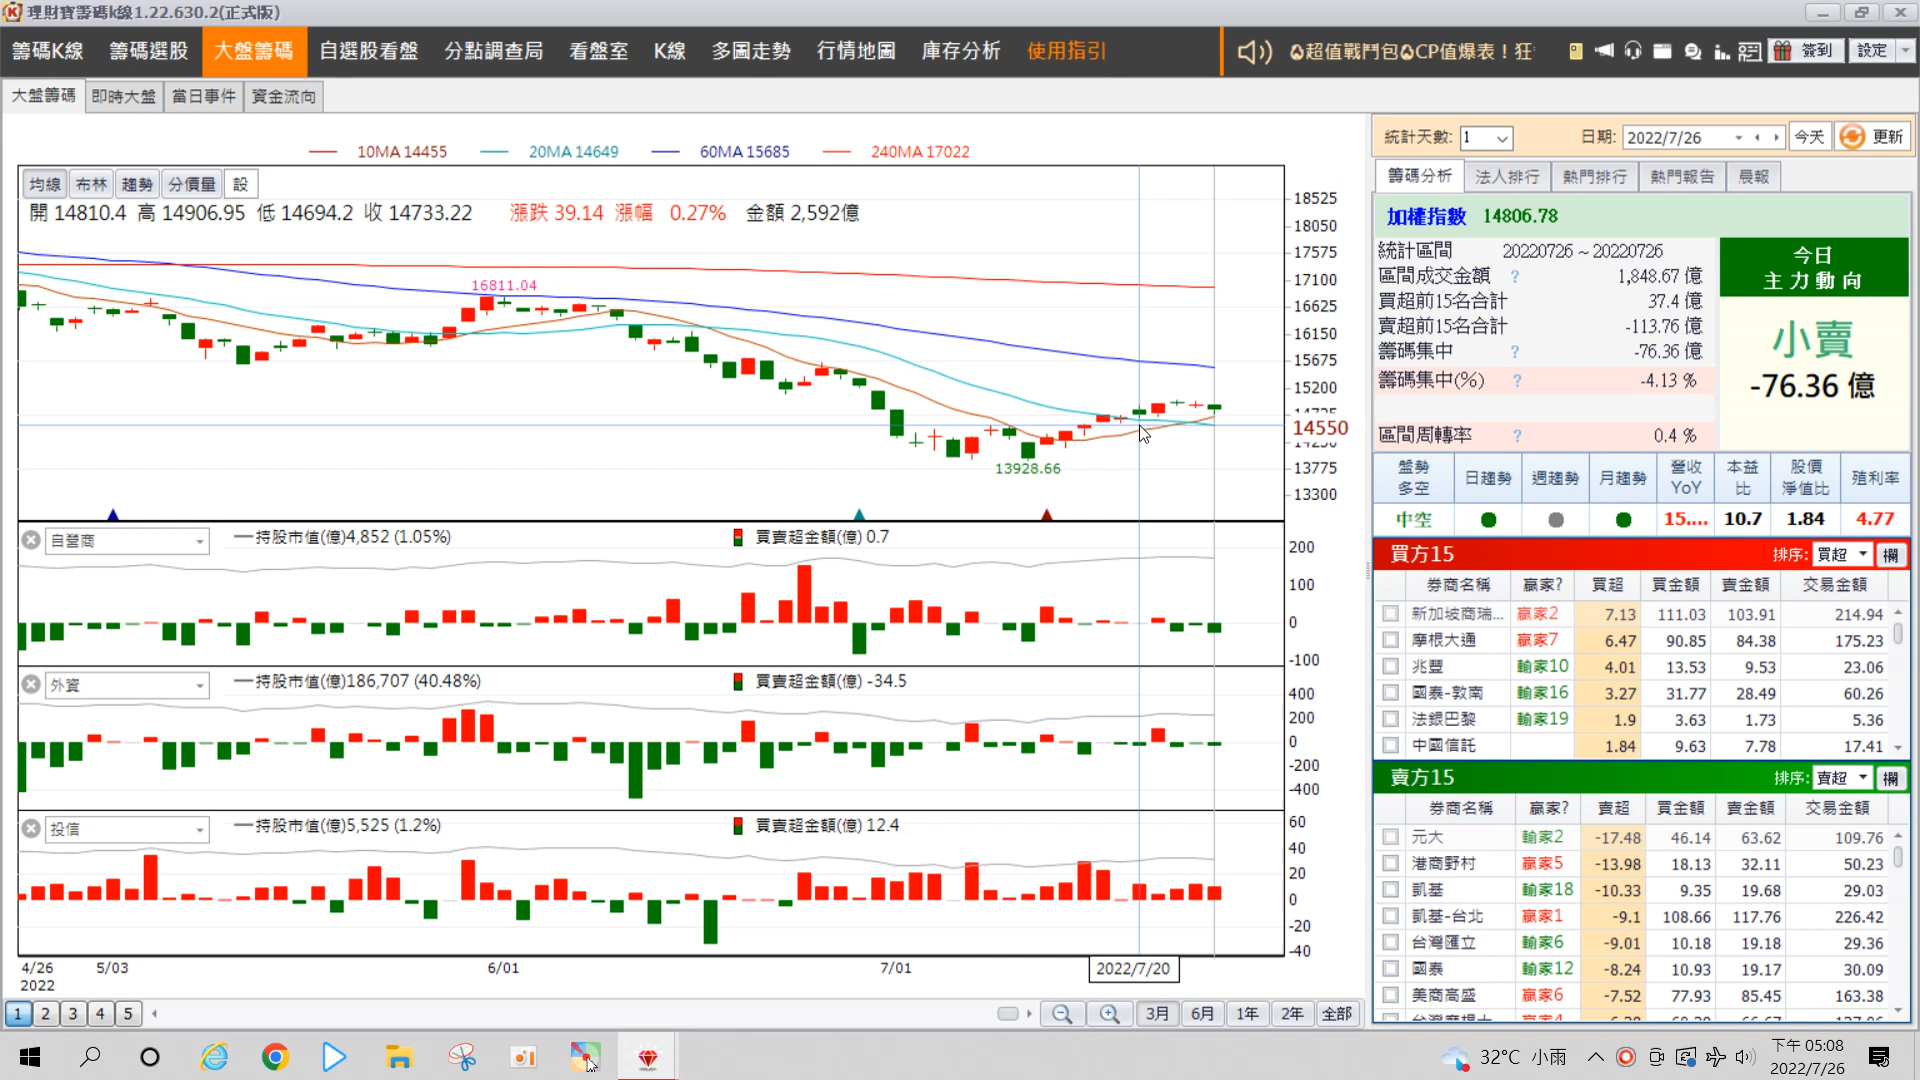 理財寶籌碼k線1.22.630.2(正式版)
籌碼K線 籌碼選股 大盤籌碼 自選股看盤 分點調查局 看盤室 K線 多圖走勢 行情地圖 庫存分析 使用指引 超值戰鬥包 CP值爆表！狂 簽到 設定
大盤籌碼 即時大盤 當日事件 資金流向
10MA 14455 20MA 14649 60MA 15685 240MA 17022
均線 布林 趨勢 分價量 設
開 14810.4 高 14906.95 低 14694.2 收 14733.22 漲跌 39.14 漲幅 0.27% 金額 2,592億
16811.04
13928.66
18525
18050
17575
17100
16625
16150
15675
15200
14550
13775
13300
自營商 持股市值(億)4,852 (1.05%) 買賣超金額(億) 0.7
200
100
0
-100
外資 持股市值(億)186,707 (40.48%) 買賣超金額(億) -34.5
400
200
0
-200
-400
投信 持股市值(億)5,525 (1.2%) 買賣超金額(億) 12.4
60
40
20
0
-20
-40
4/26 5/03 6/01 7/01 2022/7/20
2022
1 2 3 4 5 3月 6月 1年 2年 全部
統計天數: 1 日期: 2022/7/26 今天 更新
籌碼分析 法人排行 熱門排行 熱門報告 晨報
加權指數 14806.78
統計區間 20220726 ~ 20220726
區間成交金額 ? 1,848.67 億
買超前15名合計 37.4 億
賣超前15名合計 -113.76 億
籌碼集中 ? -76.36 億
籌碼集中(%) ? -4.13 %
區間周轉率 ? 0.4 %
今日
主力動向
小賣
-76.36 億
盤勢多空 日趨勢 週趨勢 月趨勢 營收YoY 本益比 股價淨值比 殖利率
中空 15.... 10.7 1.84 4.77
買方15 排序: 買超 欄
券商名稱 贏家? 買超 買金額 賣金額 交易金額
新加坡商瑞... 贏家2 7.13 111.03 103.91 214.94
摩根大通 贏家7 6.47 90.85 84.38 175.23
兆豐 輸家10 4.01 13.53 9.53 23.06
國泰-敦南 輸家16 3.27 31.77 28.49 60.26
法銀巴黎 輸家19 1.9 3.63 1.73 5.36
中國信託 1.84 9.63 7.78 17.41
賣方15 排序: 賣超 欄
券商名稱 贏家? 賣超 買金額 賣金額 交易金額
元大 輸家2 -17.48 46.14 63.62 109.76
港商野村 贏家5 -13.98 18.13 32.11 50.23
凱基 輸家18 -10.33 9.35 19.68 29.03
凱基-台北 贏家1 -9.1 108.66 117.76 226.42
台灣匯立 輸家6 -9.01 10.18 19.18 29.36
國泰 輸家12 -8.24 10.93 19.17 30.09
美商高盛 贏家6 -7.52 77.93 85.45 163.38
32°C 小雨
下午 05:08
2022/7/26